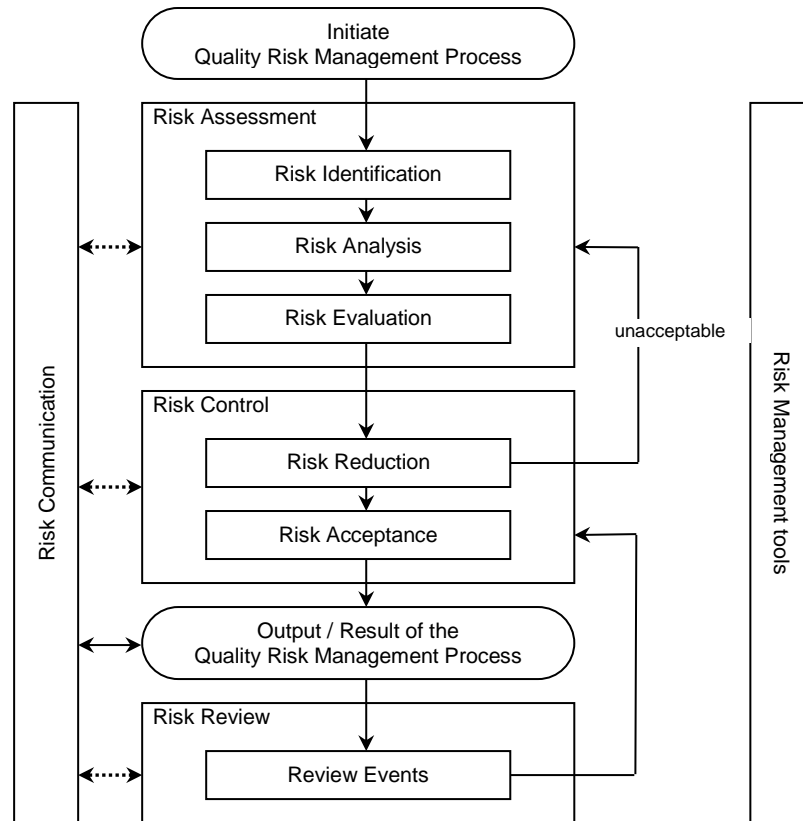 Initiate
Quality Risk Management Process
Risk Assessment
Risk Identification
Risk Analysis
Risk Evaluation
unacceptable
Risk Communication
Risk Management tools
Risk Control
Risk Reduction
Risk Acceptance
Output / Result of the
Quality Risk Management Process
Risk Review
Review Events